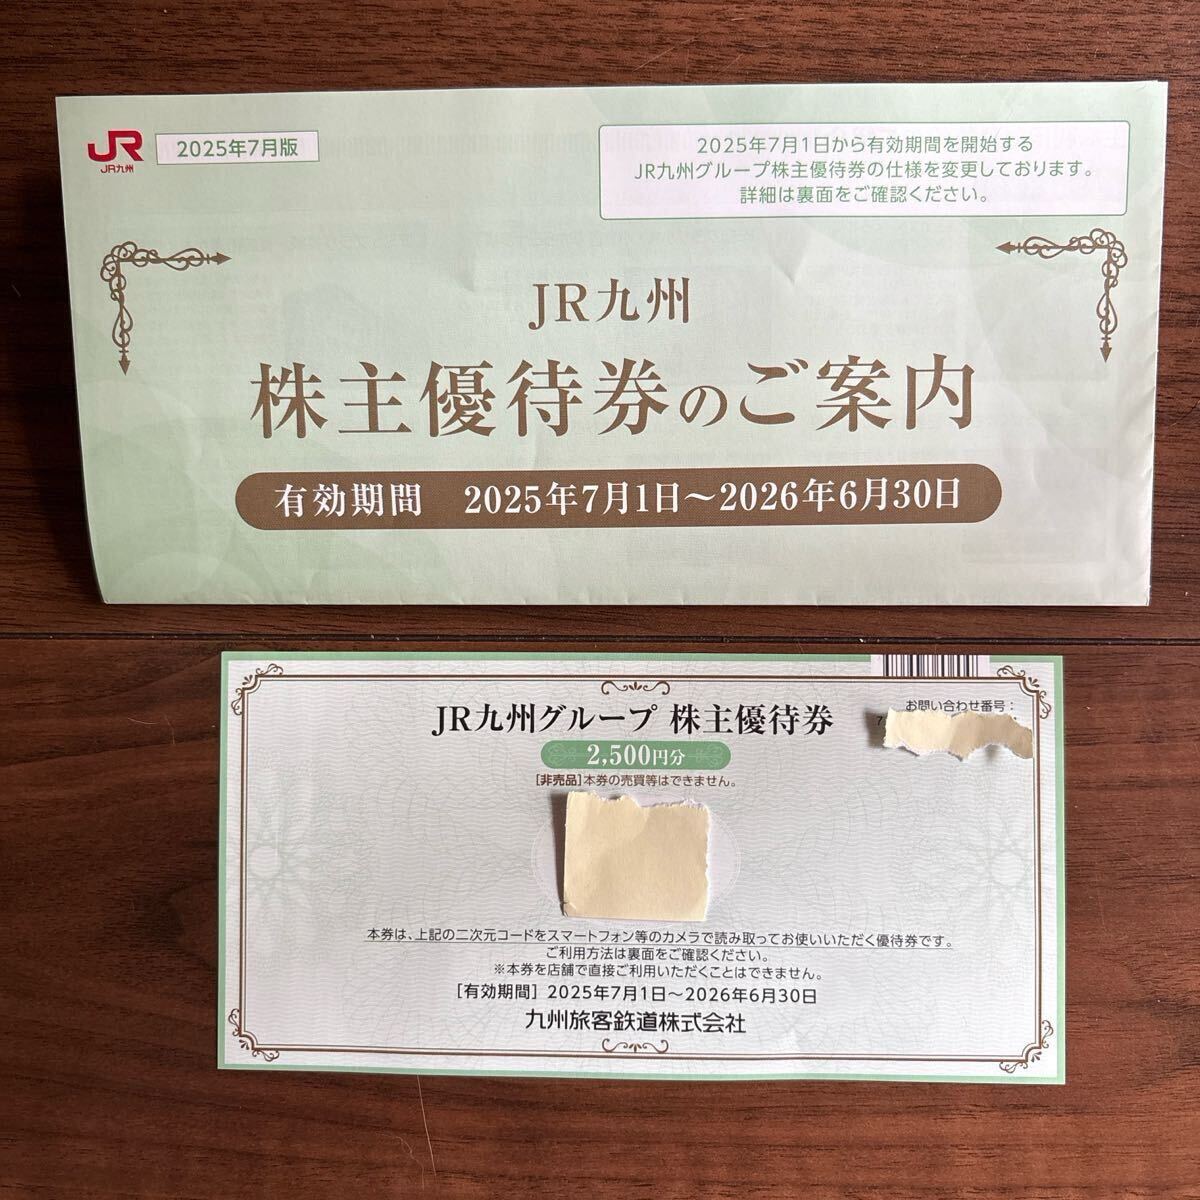 JR
JR九州
2025年7月版
2025年7月1日から有効期間を開始する
JR九州グループ株主優待券の仕様を変更しております。
詳細は裏面をご確認ください。
JR九州
株主優待券のご案内
有効期間 2025年7月1日～2026年6月30日
JR九州グループ 株主優待券
お問い合わせ番号：
7
2,500円分
[非売品]本券の売買等はできません。
本券は、上記の二次元コードをスマートフォン等のカメラで読み取ってお使いいただく優待券です。
ご利用方法は裏面をご確認ください。
※本券を店舗で直接ご利用いただくことはできません。
[有効期間] 2025年7月1日～2026年6月30日
九州旅客鉄道株式会社